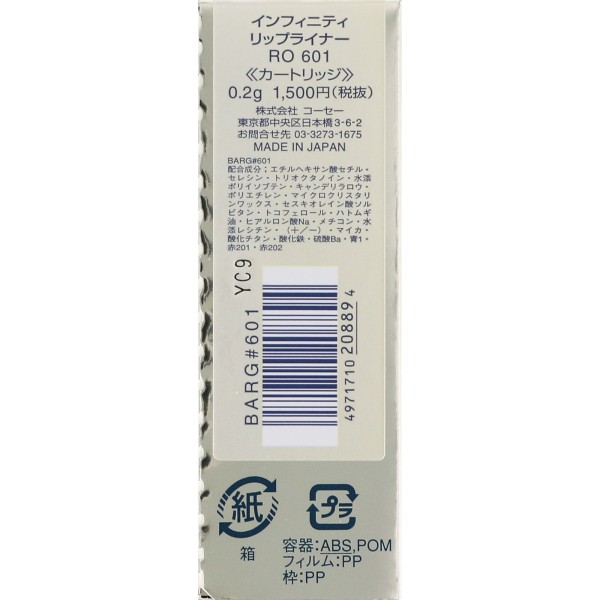 インフィニティ
リップライナー
RO 601
≪カートリッジ≫
0.2g 1,500円(税抜)
株式会社 コーセー
東京都中央区日本橋3-6-2
お問合せ先 03-3273-1675
MADE IN JAPAN
BARG#601
配合成分;エチルヘキサン酸セチル・
セレシン・トリオクタノイン・水添
ポリイソブテン・キャンデリラロウ・
ポリエチレン・マイクロクリスタリ
ンワックス・セスキオレイン酸ソル
ビタン・トコフェロール・ハトムギ
油・ヒアルロン酸Na・メチコン・水
添レシチン・(+/-)・マイカ・
酸化チタン・酸化鉄・硫酸Ba・青1・
赤201・赤202
YC9
BARG#601
4971710208894
紙
箱
プラ
容器:ABS,POM
フィルム:PP
枠:PP